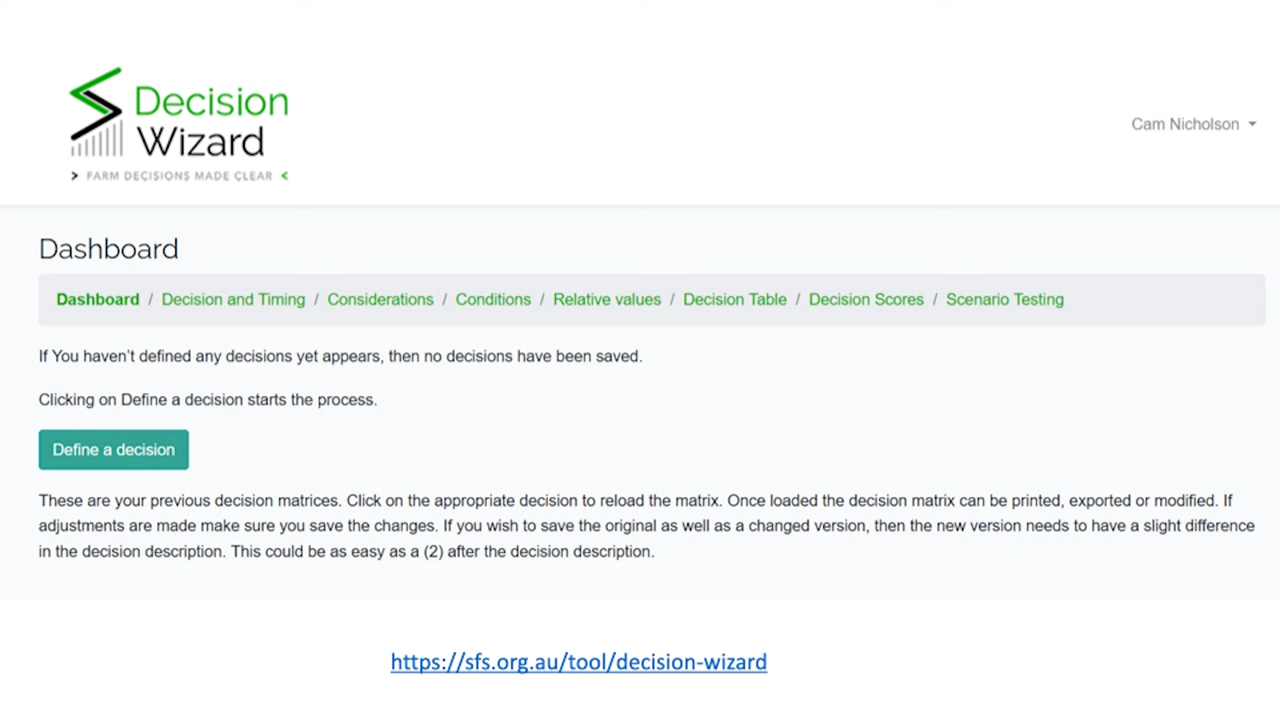 Decision
Wizard
> FARM DECISIONS MADE CLEAR <
Cam Nicholson
Dashboard
Dashboard / Decision and Timing / Considerations / Conditions / Relative values / Decision Table / Decision Scores / Scenario Testing
If You haven't defined any decisions yet appears, then no decisions have been saved.
Clicking on Define a decision starts the process.
Define a decision
These are your previous decision matrices. Click on the appropriate decision to reload the matrix. Once loaded the decision matrix can be printed, exported or modified. If
adjustments are made make sure you save the changes. If you wish to save the original as well as a changed version, then the new version needs to have a slight difference
in the decision description. This could be as easy as a (2) after the decision description.
https://sfs.org.au/tool/decision-wizard